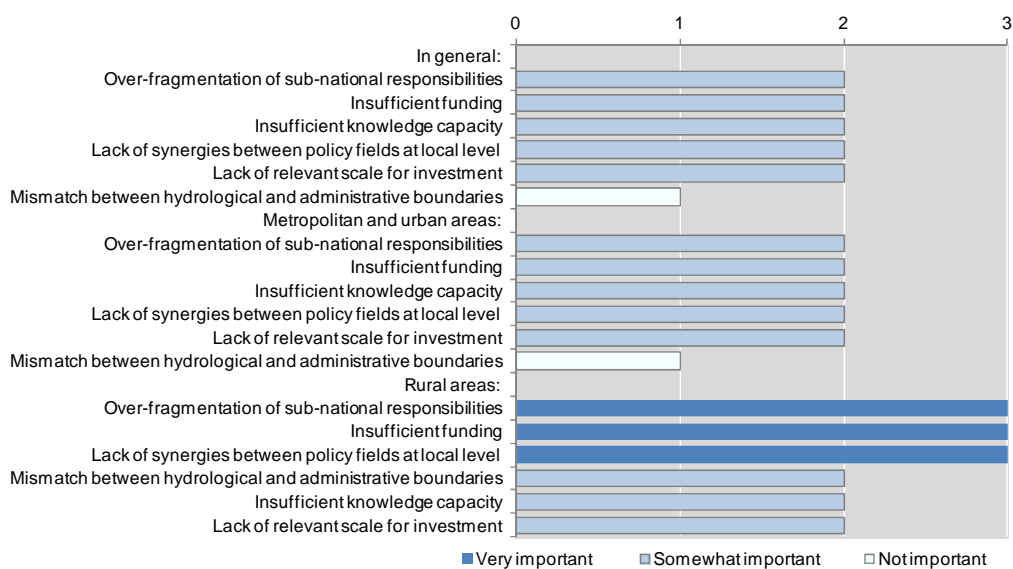 0 1 2 3
In general:
Over-fragmentation of sub-national responsibilities
Insufficient funding
Insufficient knowledge capacity
Lack of synergies between policy fields at local level
Lack of relevant scale for investment
Mismatch between hydrological and administrative boundaries
Metropolitan and urban areas:
Over-fragmentation of sub-national responsibilities
Insufficient funding
Insufficient knowledge capacity
Lack of synergies between policy fields at local level
Lack of relevant scale for investment
Mismatch between hydrological and administrative boundaries
Rural areas:
Over-fragmentation of sub-national responsibilities
Insufficient funding
Lack of synergies between policy fields at local level
Mismatch between hydrological and administrative boundaries
Insufficient knowledge capacity
Lack of relevant scale for investment
Very important Somewhat important Not important